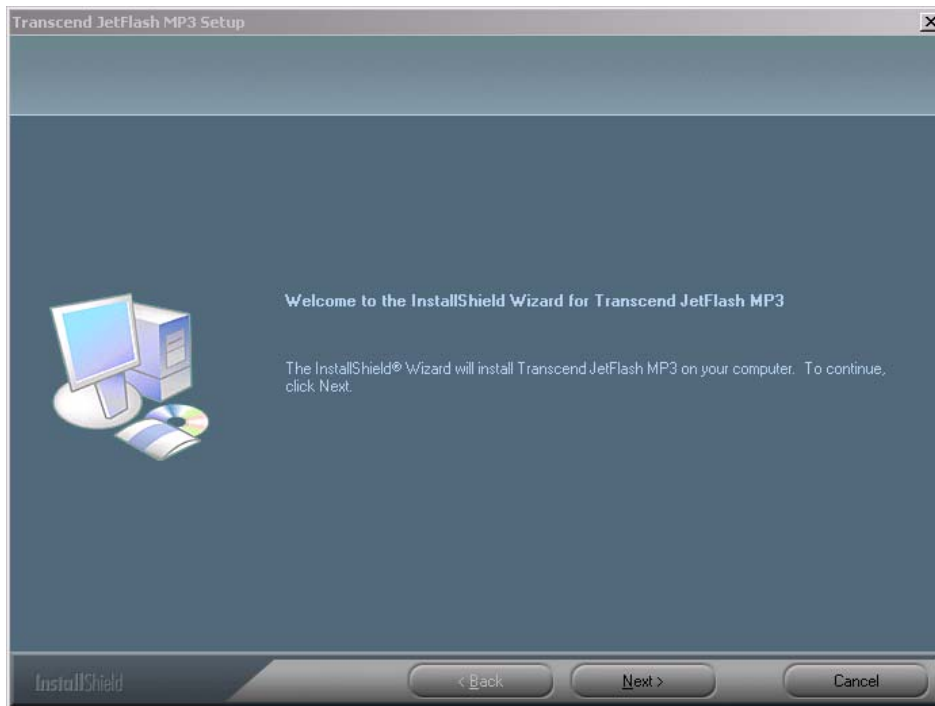 Transcend JetFlash MP3 Setup
Welcome to the InstallShield Wizard for Transcend JetFlash MP3
The InstallShield® Wizard will install Transcend JetFlash MP3 on your computer. To continue,
click Next.
InstallShield
< Back
Next >
Cancel